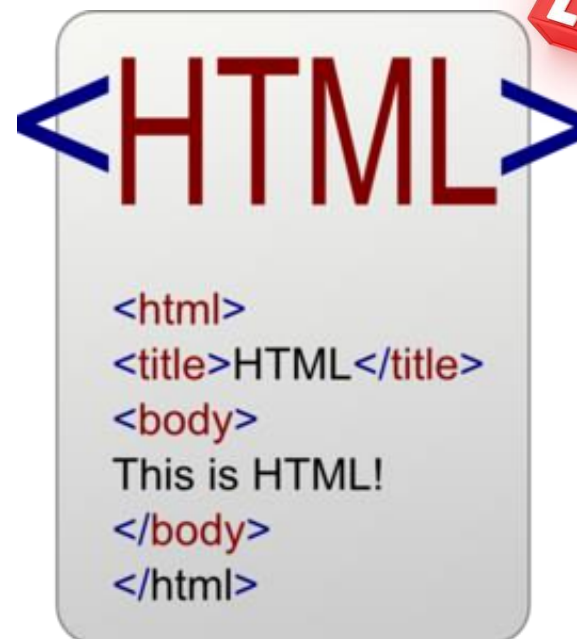 <HTML>
<html>
<title>HTML</title>
<body>
This is HTML!
</body>
</html>